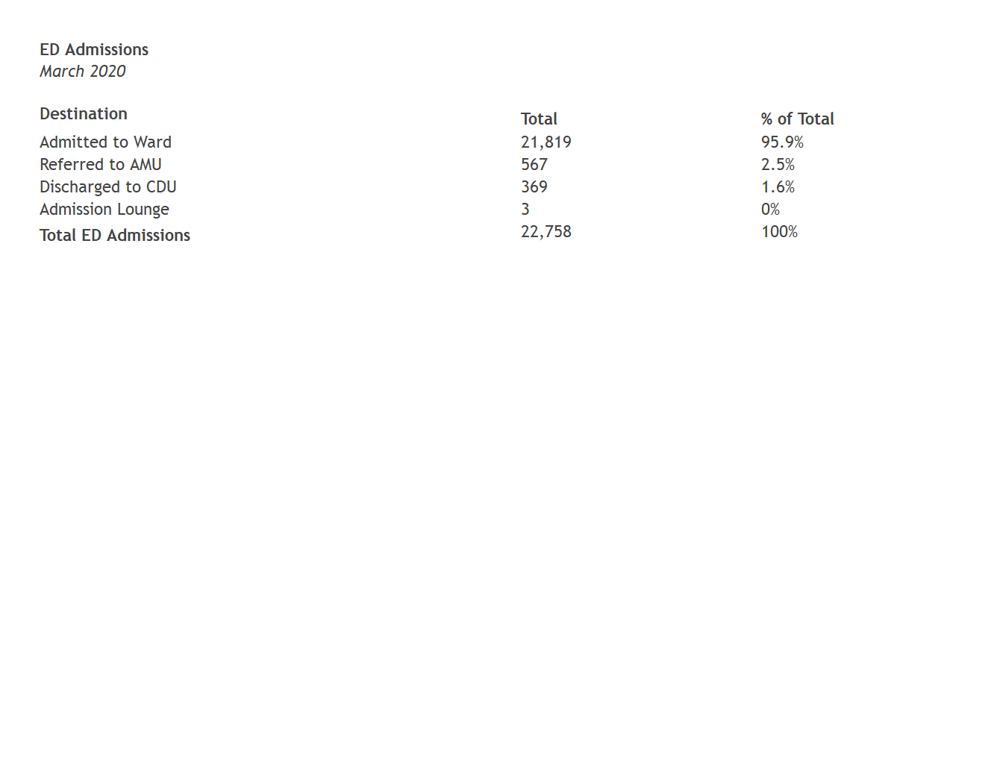 ED Admissions
March 2020
Destination Total % of Total
Admitted to Ward 21,819 95.9%
Referred to AMU 567 2.5%
Discharged to CDU 369 1.6%
Admission Lounge 3 0%
Total ED Admissions 22,758 100%